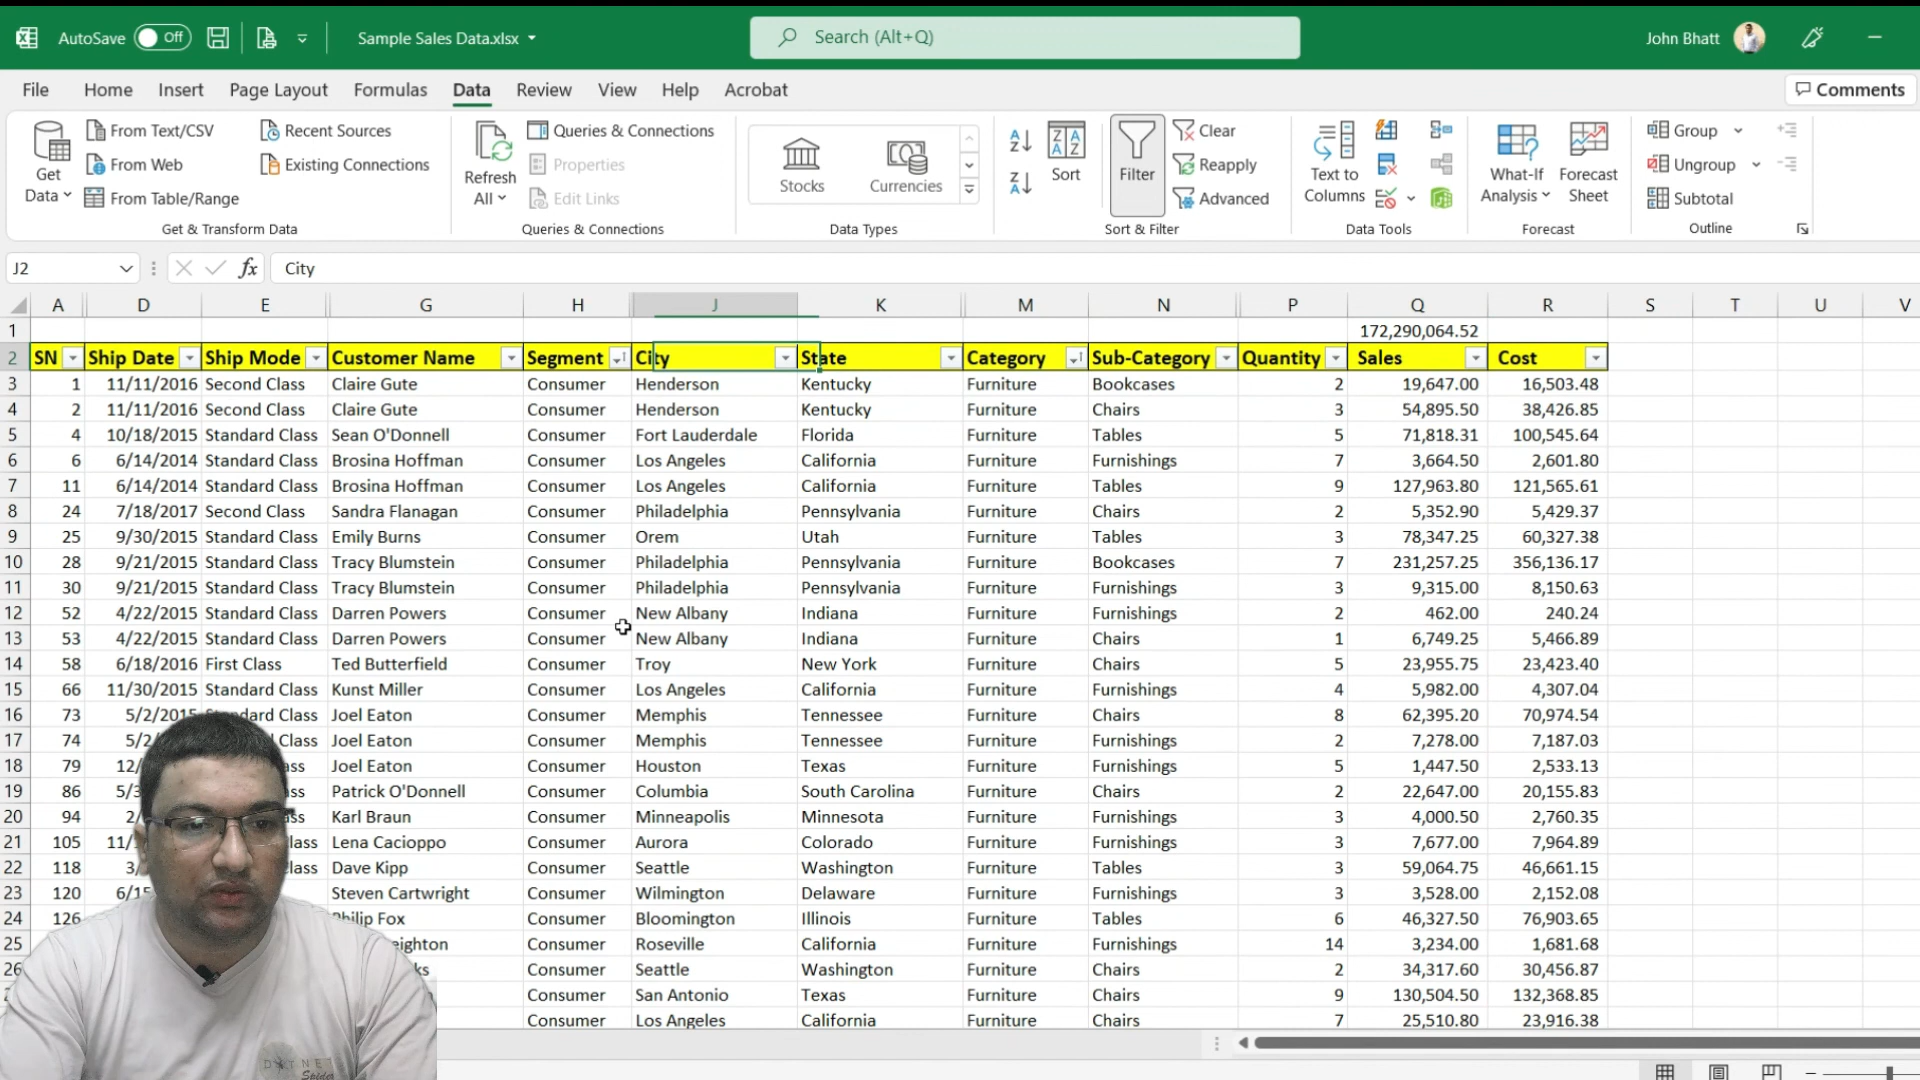 AutoSave Off Sample Sales Data.xlsx Search (Alt+Q) John Bhatt
File Home Insert Page Layout Formulas Data Review View Help Acrobat Comments
Get Data
From Text/CSV
From Web
From Table/Range
Recent Sources
Existing Connections
Get & Transform Data
Refresh All
Queries & Connections
Properties
Edit Links
Queries & Connections
Stocks
Currencies
Data Types
Sort
Filter
Clear
Reapply
Advanced
Sort & Filter
Text to Columns
Data Tools
What-If Analysis
Forecast Sheet
Forecast
Group
Ungroup
Subtotal
Outline
J2 fx City
A D E G H J K M N P Q R S T U V
1 172,290,064.52
2 SN Ship Date Ship Mode Customer Name Segment City State Category Sub-Category Quantity Sales Cost
3 1 11/11/2016 Second Class Claire Gute Consumer Henderson Kentucky Furniture Bookcases 2 19,647.00 16,503.48
4 2 11/11/2016 Second Class Claire Gute Consumer Henderson Kentucky Furniture Chairs 3 54,895.50 38,426.85
5 4 10/18/2015 Standard Class Sean O'Donnell Consumer Fort Lauderdale Florida Furniture Tables 5 71,818.31 100,545.64
6 6 6/14/2014 Standard Class Brosina Hoffman Consumer Los Angeles California Furniture Furnishings 7 3,664.50 2,601.80
7 11 6/14/2014 Standard Class Brosina Hoffman Consumer Los Angeles California Furniture Tables 9 127,963.80 121,565.61
8 24 7/18/2017 Second Class Sandra Flanagan Consumer Philadelphia Pennsylvania Furniture Chairs 2 5,352.90 5,429.37
9 25 9/30/2015 Standard Class Emily Burns Consumer Orem Utah Furniture Tables 3 78,347.25 60,327.38
10 28 9/21/2015 Standard Class Tracy Blumstein Consumer Philadelphia Pennsylvania Furniture Bookcases 7 231,257.25 356,136.17
11 30 9/21/2015 Standard Class Tracy Blumstein Consumer Philadelphia Pennsylvania Furniture Furnishings 3 9,315.00 8,150.63
12 52 4/22/2015 Standard Class Darren Powers Consumer New Albany Indiana Furniture Furnishings 2 462.00 240.24
13 53 4/22/2015 Standard Class Darren Powers Consumer New Albany Indiana Furniture Chairs 1 6,749.25 5,466.89
14 58 6/18/2016 First Class Ted Butterfield Consumer Troy New York Furniture Chairs 5 23,955.75 23,423.40
15 66 11/30/2015 Standard Class Kunst Miller Consumer Los Angeles California Furniture Furnishings 4 5,982.00 4,307.04
16 73 5/2/2015 dard Class Joel Eaton Consumer Memphis Tennessee Furniture Chairs 8 62,395.20 70,974.54
17 74 5/2/ Class Joel Eaton Consumer Memphis Tennessee Furniture Furnishings 2 7,278.00 7,187.03
18 79 12/ ass Joel Eaton Consumer Houston Texas Furniture Furnishings 5 1,447.50 2,533.13
19 86 5/3 ass Patrick O'Donnell Consumer Columbia South Carolina Furniture Chairs 2 22,647.00 20,155.83
20 94 2/ ass Karl Braun Consumer Minneapolis Minnesota Furniture Furnishings 3 4,000.50 2,760.35
21 105 11/ lass Lena Cacioppo Consumer Aurora Colorado Furniture Furnishings 3 7,677.00 7,964.89
22 118 3/ class Dave Kipp Consumer Seattle Washington Furniture Tables 3 59,064.75 46,661.15
23 120 6/15 Steven Cartwright Consumer Wilmington Delaware Furniture Furnishings 3 3,528.00 2,152.08
24 126 Philip Fox Consumer Bloomington Illinois Furniture Tables 6 46,327.50 76,903.65
25 eighton Consumer Roseville California Furniture Furnishings 14 3,234.00 1,681.68
26 ks Consumer Seattle Washington Furniture Chairs 2 34,317.60 30,456.87
Consumer San Antonio Texas Furniture Chairs 9 130,504.50 132,368.85
Consumer Los Angeles California Furniture Chairs 7 25,510.80 23,916.38
Spider